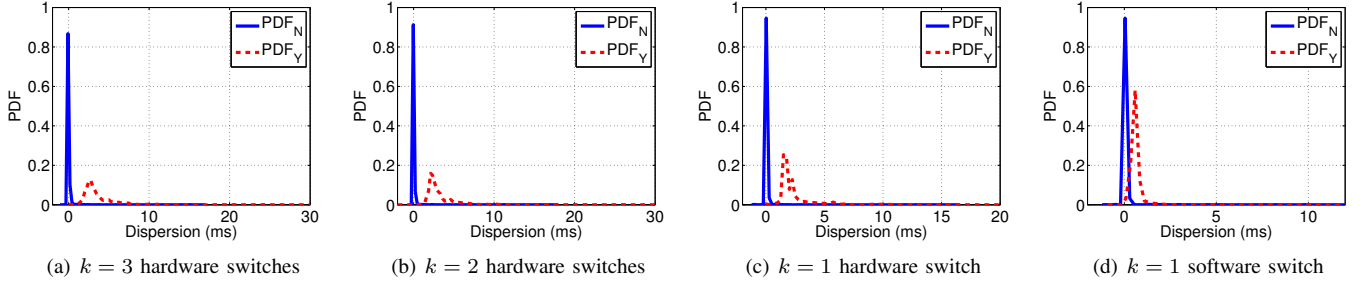 1
0.8
0.6
0.4
0.2
0
PDF
0 10 20 30
Dispersion (ms)
PDF_N
PDF_Y
(a) k = 3 hardware switches
1
0.8
0.6
0.4
0.2
0
PDF
0 10 20 30
Dispersion (ms)
PDF_N
PDF_Y
(b) k = 2 hardware switches
1
0.8
0.6
0.4
0.2
0
PDF
0 5 10 15 20
Dispersion (ms)
PDF_N
PDF_Y
(c) k = 1 hardware switch
1
0.8
0.6
0.4
0.2
0
PDF
0 5 10
Dispersion (ms)
PDF_N
PDF_Y
(d) k = 1 software switch